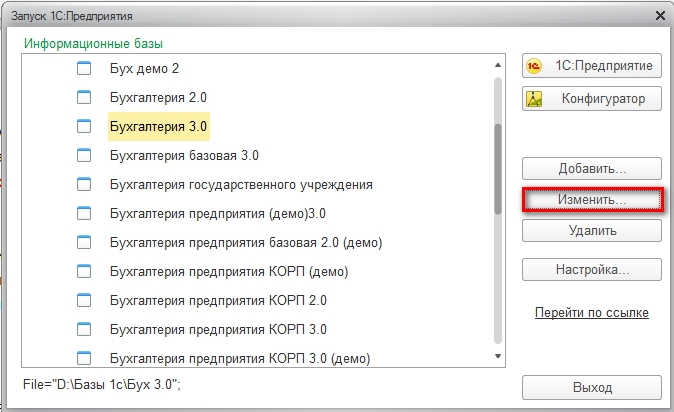 Запуск 1С:Предприятия
Информационные базы
Бух демо 2
Бухгалтерия 2.0
Бухгалтерия 3.0
Бухгалтерия базовая 3.0
Бухгалтерия государственного учреждения
Бухгалтерия предприятия (демо)3.0
Бухгалтерия предприятия базовая 2.0 (демо)
Бухгалтерия предприятия КОРП (демо)
Бухгалтерия предприятия КОРП 2.0
Бухгалтерия предприятия КОРП 3.0
Бухгалтерия предприятия КОРП 3.0 (демо)
File="D:\Базы 1с\Бух 3.0";
1С:Предприятие
Конфигуратор
Добавить...
Изменить...
Удалить
Настройка...
Перейти по ссылке
Выход